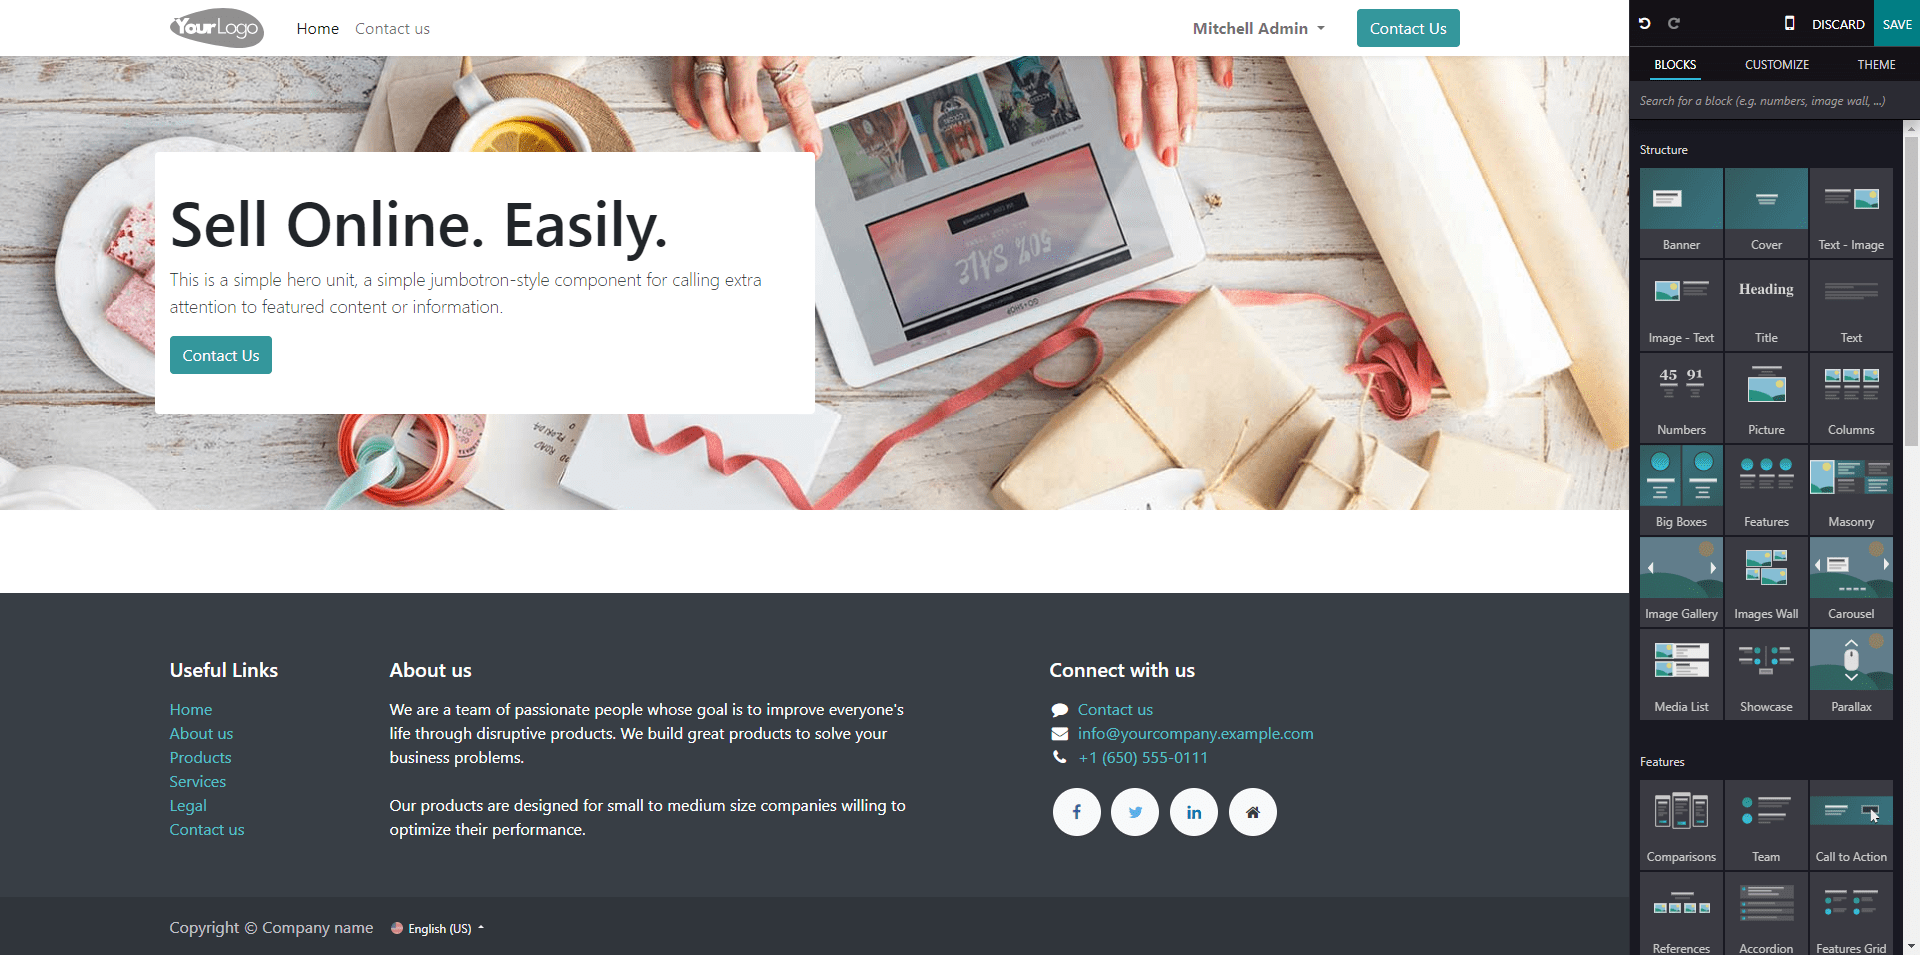 YourLogo
Home
Contact us
Mitchell Admin
Contact Us
DISCARD
SAVE
BLOCKS
CUSTOMIZE
THEME
Search for a block (e.g. numbers, image wall, ...)
Sell Online. Easily.
This is a simple hero unit, a simple jumbotron-style component for calling extra
attention to featured content or information.
Contact Us
50% SALE
Structure
Banner
Cover
Text - Image
Heading
Image - Text
Title
Text
45 91
Numbers
Picture
Columns
Big Boxes
Features
Masonry
Image Gallery
Images Wall
Carousel
Media List
Showcase
Parallax
Features
Comparisons
Team
Call to Action
References
Accordion
Features Grid
Useful Links
Home
About us
Products
Services
Legal
Contact us
About us
We are a team of passionate people whose goal is to improve everyone's
life through disruptive products. We build great products to solve your
business problems.
Our products are designed for small to medium size companies willing to
optimize their performance.
Connect with us
Contact us
info@yourcompany.example.com
+1 (650) 555-0111
Copyright © Company name
English (US)